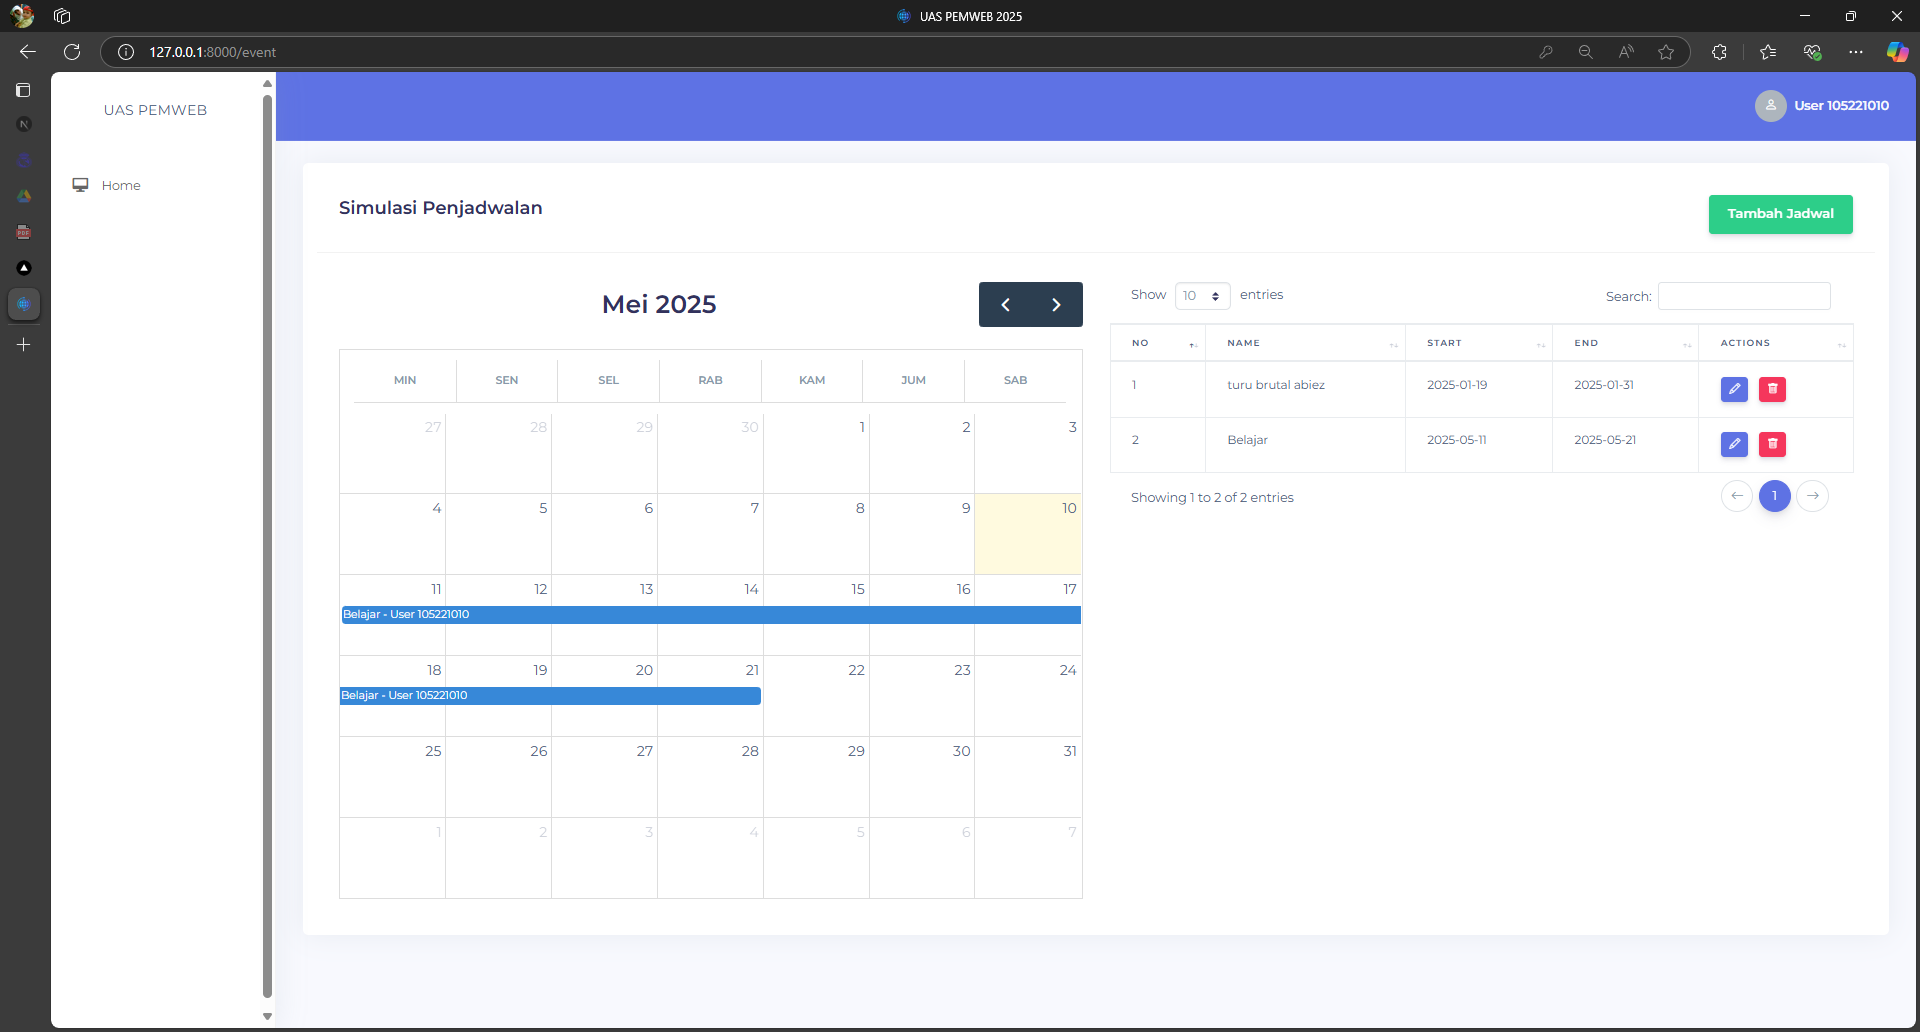 UAS PEMWEB 2025
127.0.0.1:8000/event
UAS PEMWEB
Home
User 105221010
Simulasi Penjadwalan
Tambah Jadwal
Mei 2025
MIN SEN SEL RAB KAM JUM SAB
27 28 29 30 1 2 3
4 5 6 7 8 9 10
11 12 13 14 15 16 17
Belajar - User 105221010
18 19 20 21 22 23 24
Belajar - User 105221010
25 26 27 28 29 30 31
1 2 3 4 5 6 7
Show 10 entries
Search:
NO NAME START END ACTIONS
1 turu brutal abiez 2025-01-19 2025-01-31
2 Belajar 2025-05-11 2025-05-21
Showing 1 to 2 of 2 entries
1